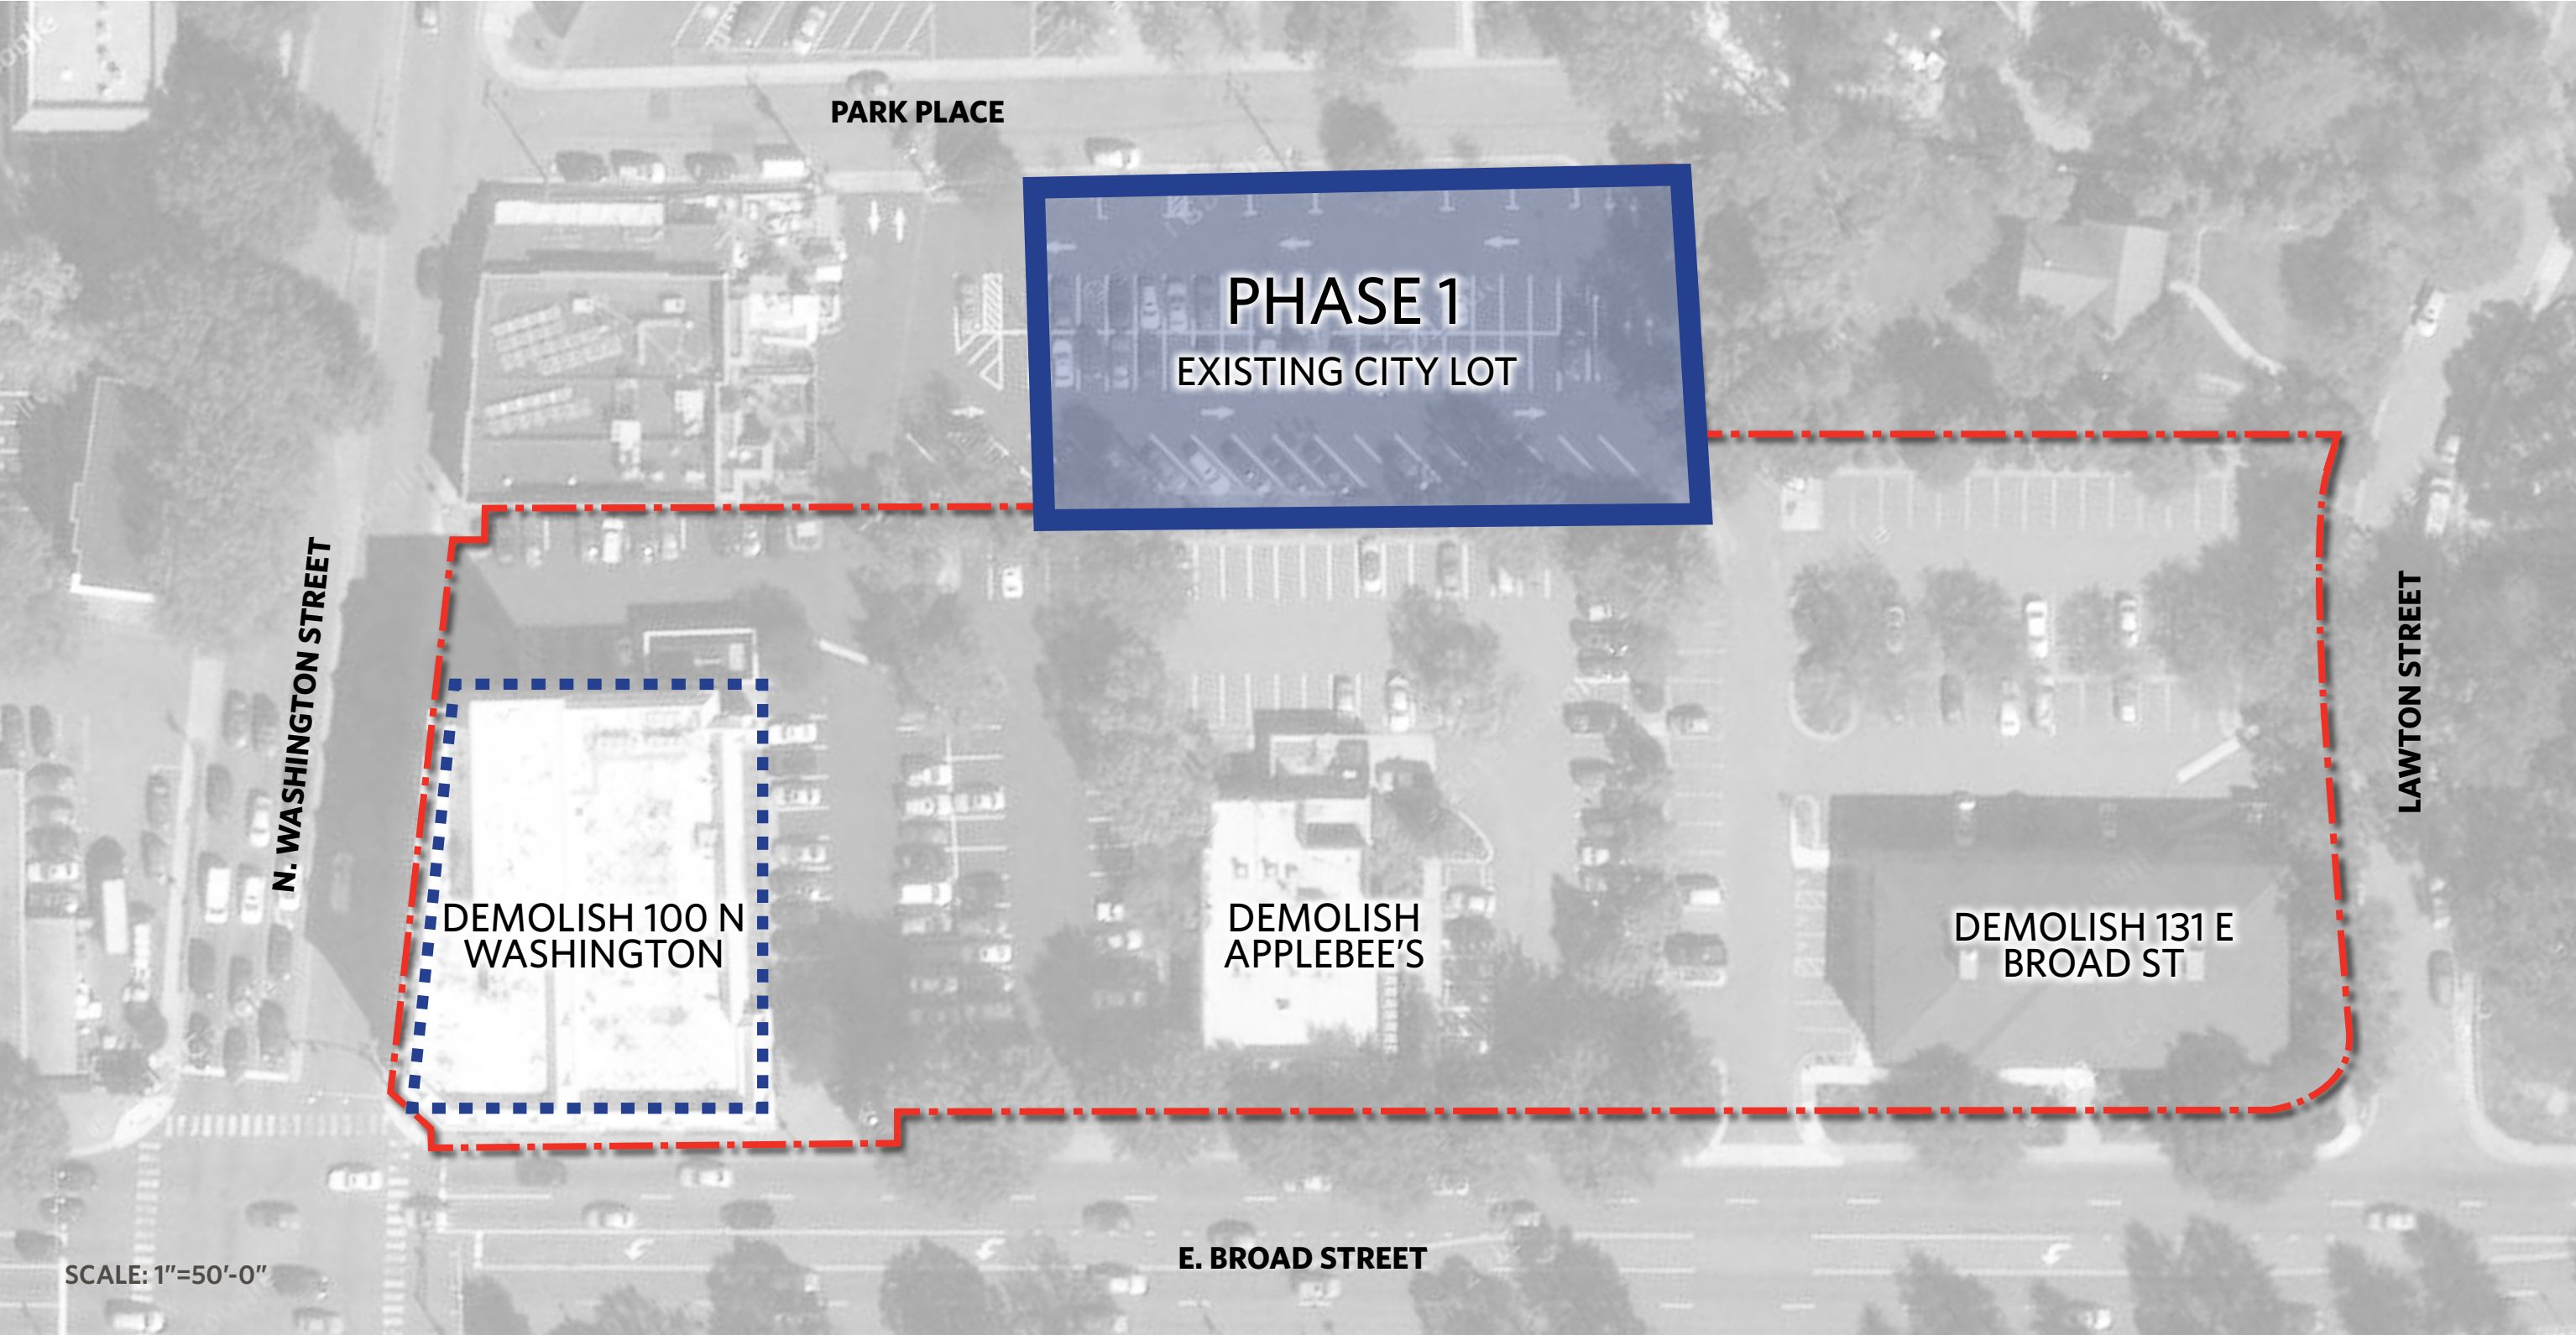 PARK PLACE
PHASE 1
EXISTING CITY LOT
N. WASHINGTON STREET
LAWTON STREET
DEMOLISH 100 N
WASHINGTON
DEMOLISH
APPLEBEE'S
DEMOLISH 131 E
BROAD ST
E. BROAD STREET
SCALE: 1"=50'-0"